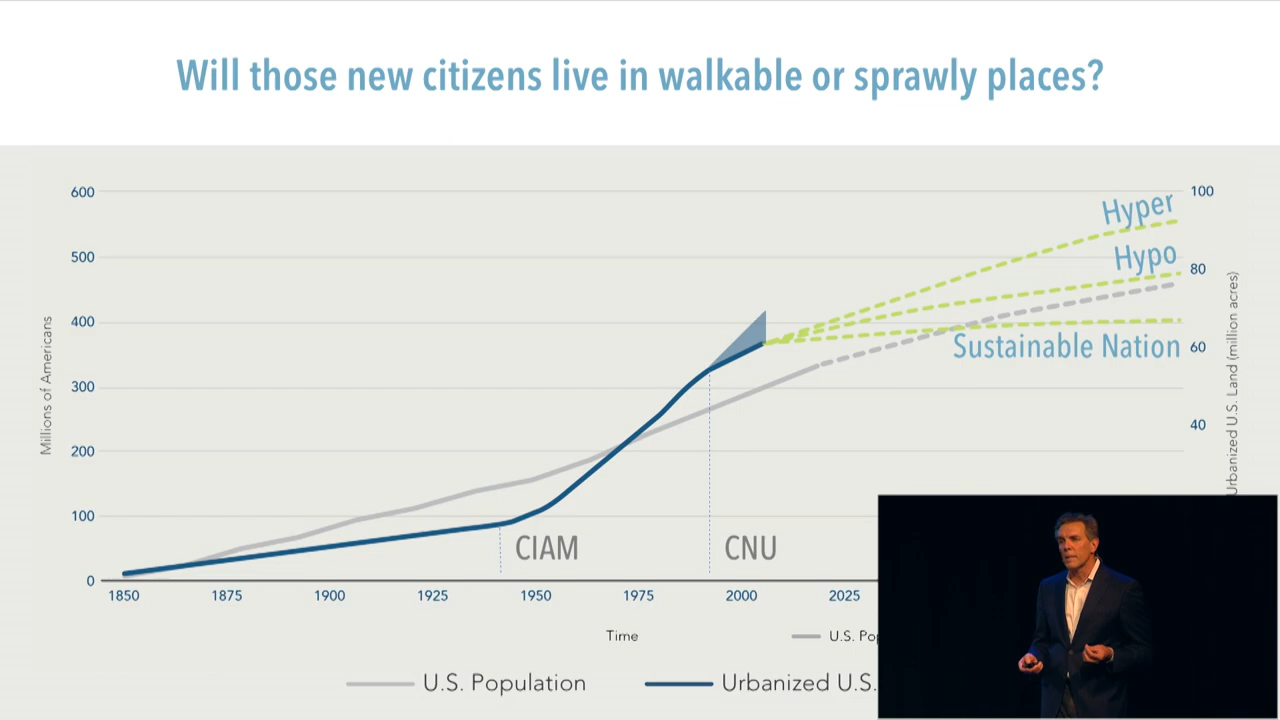 Will those new citizens live in walkable or sprawly places?
600
500
400
300
200
100
0
Millions of Americans
100
80
60
40
Urbanized U.S. Land (million acres)
Hyper
Hypo
Sustainable Nation
CIAM
CNU
1850 1875 1900 1925 1950 1975 2000 2025
Time
U.S. Pop
U.S. Population
Urbanized U.S.